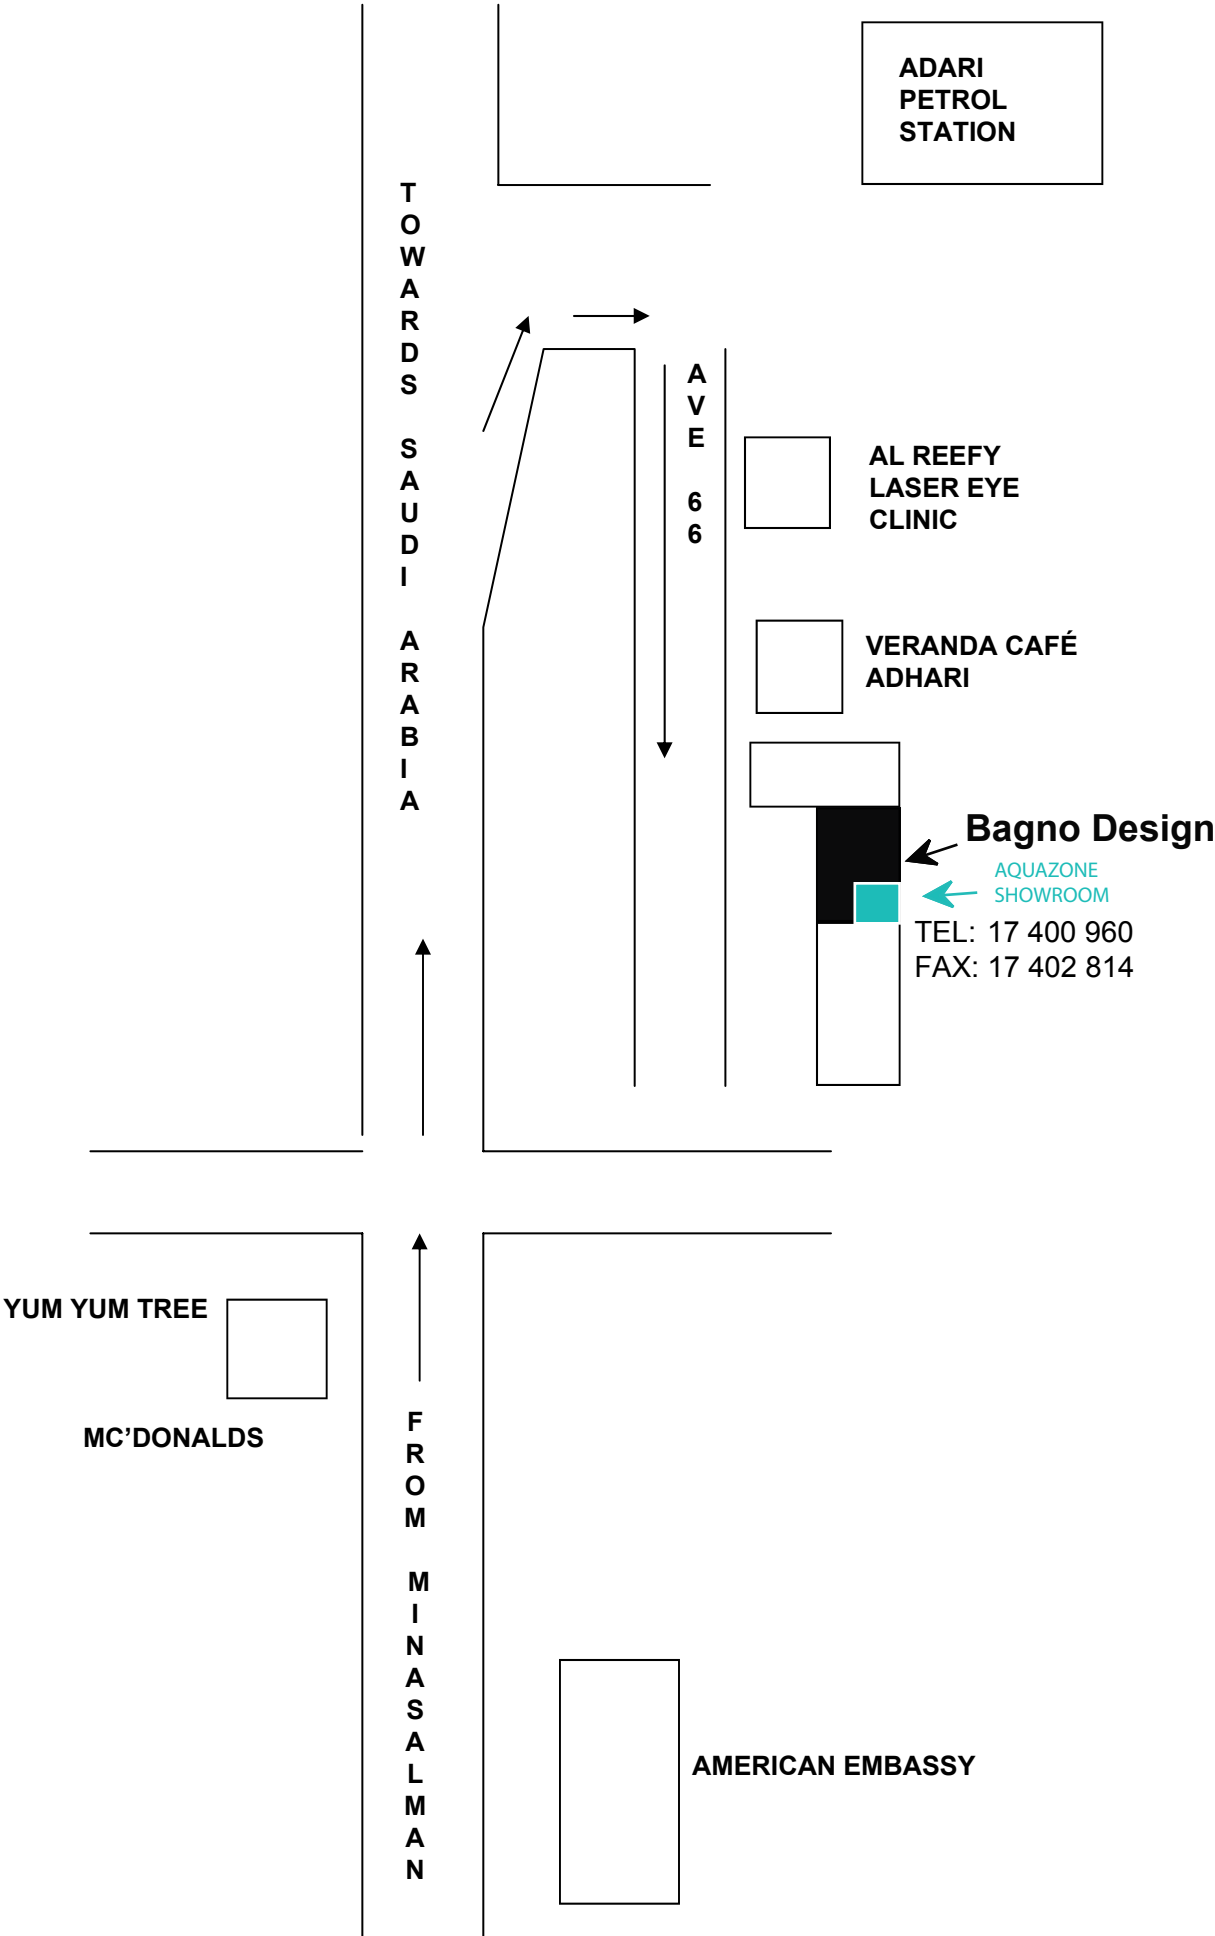 ADARI
PETROL
STATION
TOWARDS SAUDI ARABIA
AVE 66
AL REEFY
LASER EYE
CLINIC
VERANDA CAFÉ
ADHARI
Bagno Design
AQUAZONE
SHOWROOM
TEL: 17 400 960
FAX: 17 402 814
YUM YUM TREE
MC’DONALDS
FROM MINASALMAN
AMERICAN EMBASSY